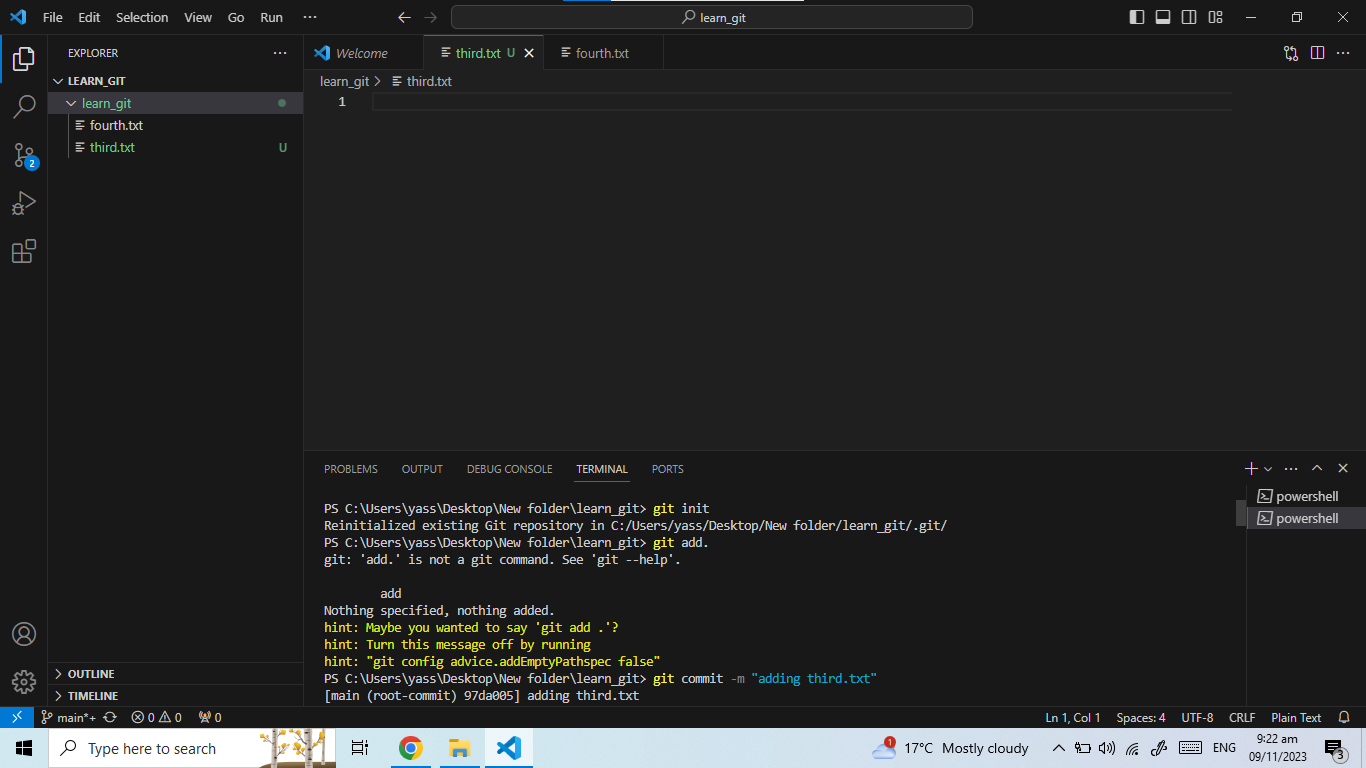 File Edit Selection View Go Run ··· learn_git
EXPLORER ···
LEARN_GIT
learn_git
fourth.txt
third.txt U
2
OUTLINE
TIMELINE
Welcome third.txt U fourth.txt
learn_git > third.txt
1
PROBLEMS OUTPUT DEBUG CONSOLE TERMINAL PORTS
PS C:\Users\yass\Desktop\New folder\learn_git> git init
Reinitialized existing Git repository in C:/Users/yass/Desktop/New folder/learn_git/.git/
PS C:\Users\yass\Desktop\New folder\learn_git> git add.
git: 'add.' is not a git command. See 'git --help'.
add
Nothing specified, nothing added.
hint: Maybe you wanted to say 'git add .'?
hint: Turn this message off by running
hint: "git config advice.addEmptyPathspec false"
PS C:\Users\yass\Desktop\New folder\learn_git> git commit -m "adding third.txt"
[main (root-commit) 97da005] adding third.txt
powershell
powershell
main*+ 0 0 0 Ln 1, Col 1 Spaces: 4 UTF-8 CRLF Plain Text
Type here to search 1 17°C Mostly cloudy ENG 9:22 am 3
09/11/2023